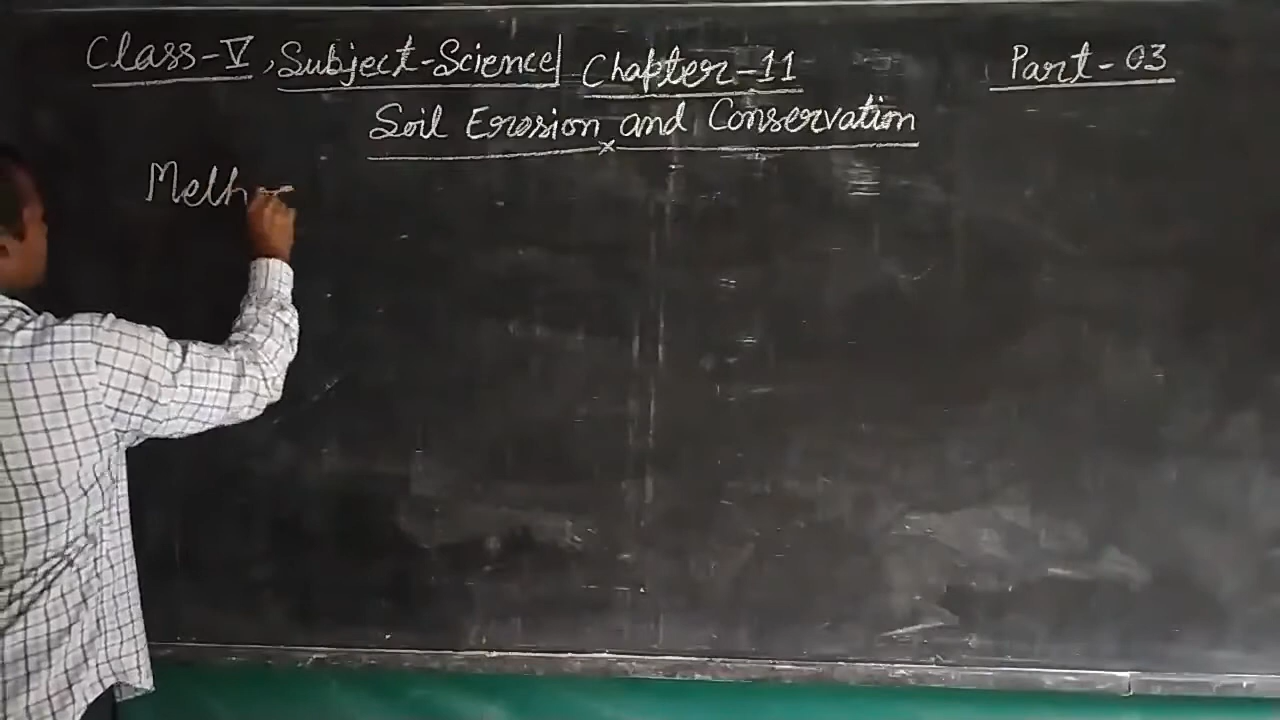 Class-V, Subject-Science| Chapter-11 Part-03
Soil Erosion and Conservation
Meth